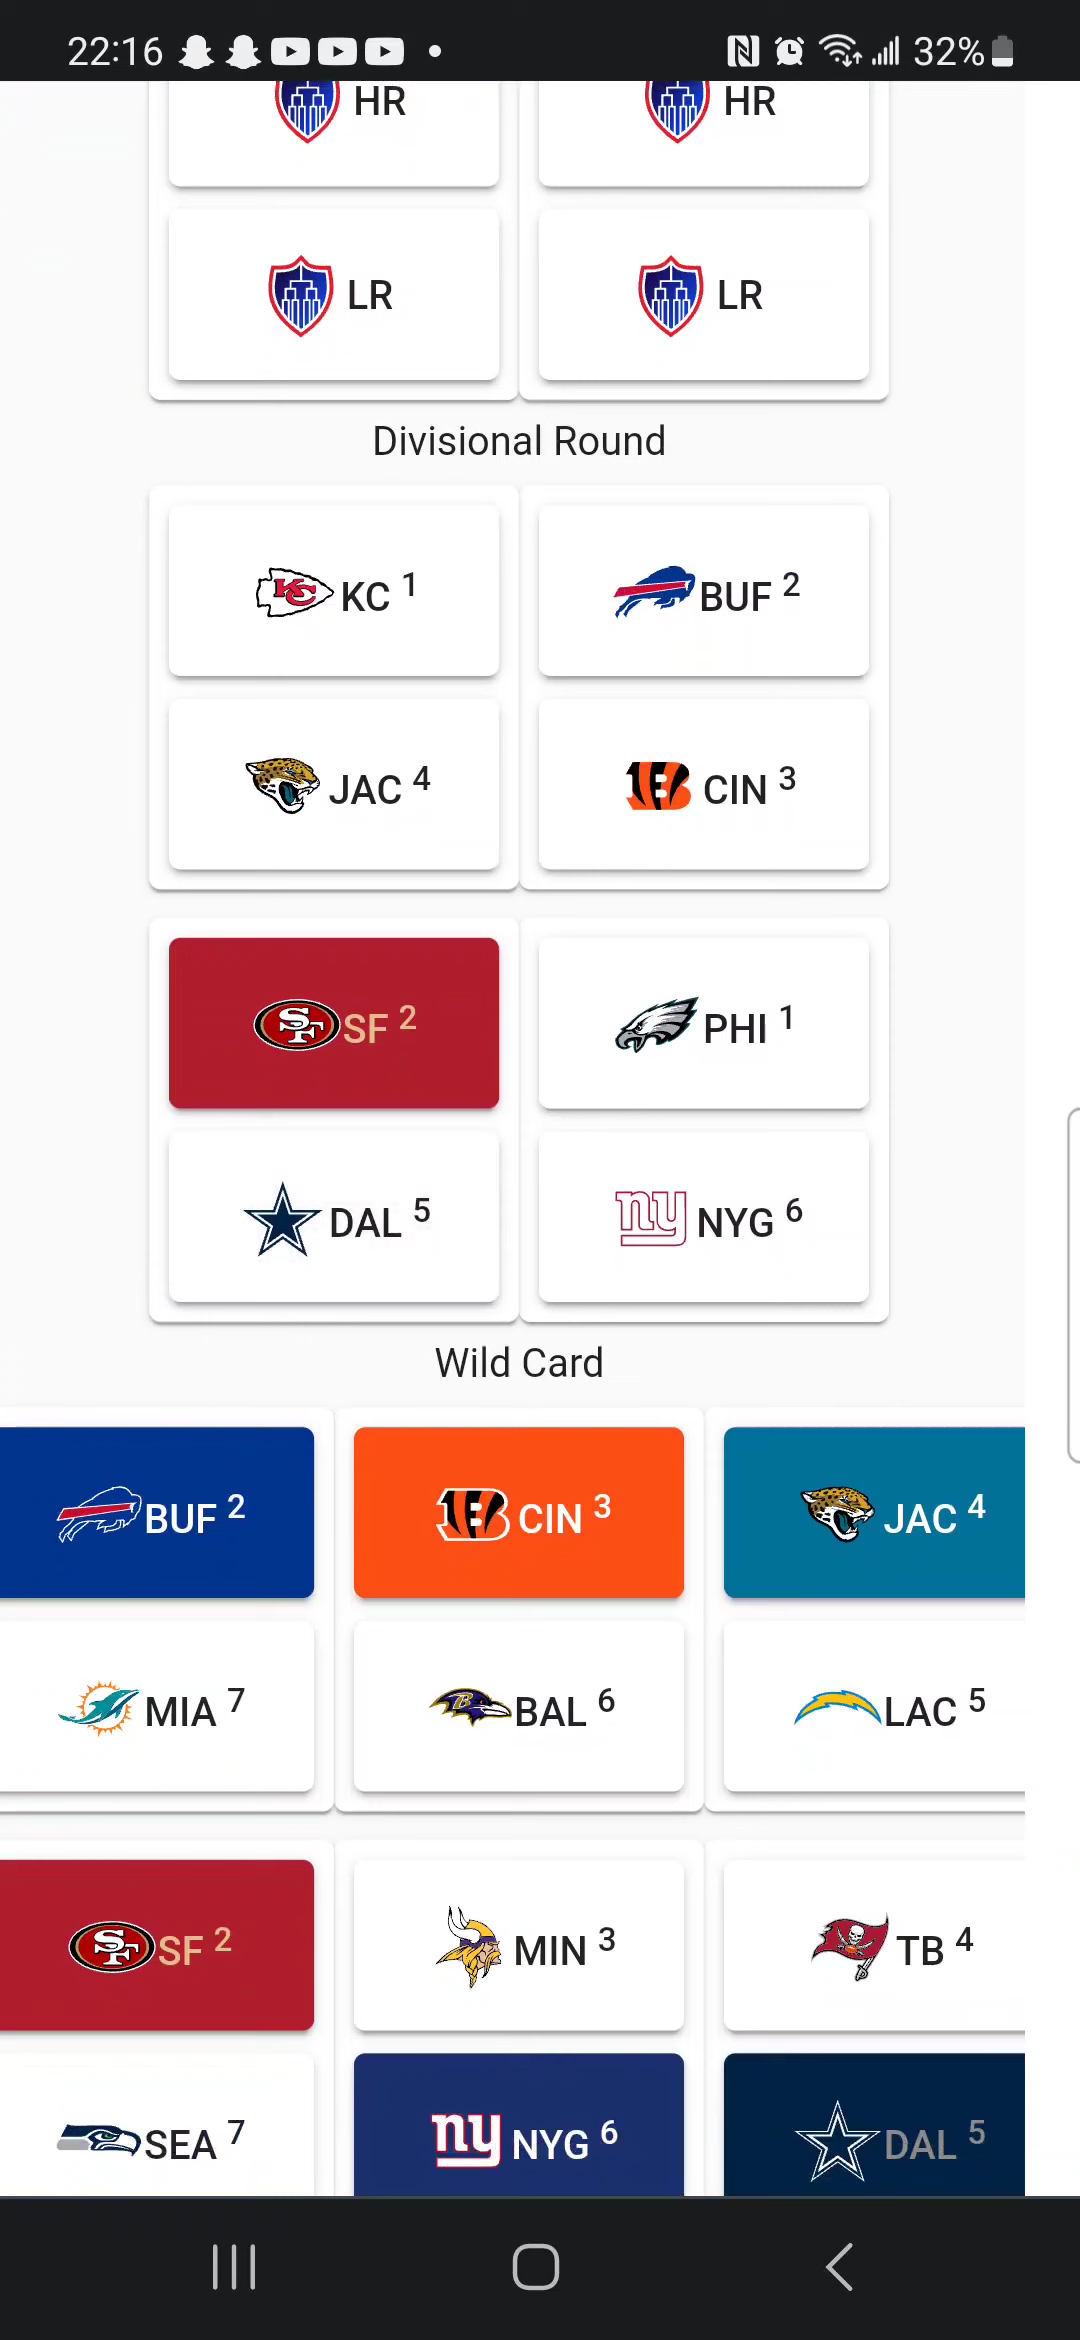 22:16 32%
HR HR
LR LR
Divisional Round
KC 1 BUF 2
JAC 4 CIN 3
SF 2 PHI 1
DAL 5 NYG 6
Wild Card
BUF 2 CIN 3 JAC 4
MIA 7 BAL 6 LAC 5
SF 2 MIN 3 TB 4
SEA 7 NYG 6 DAL 5